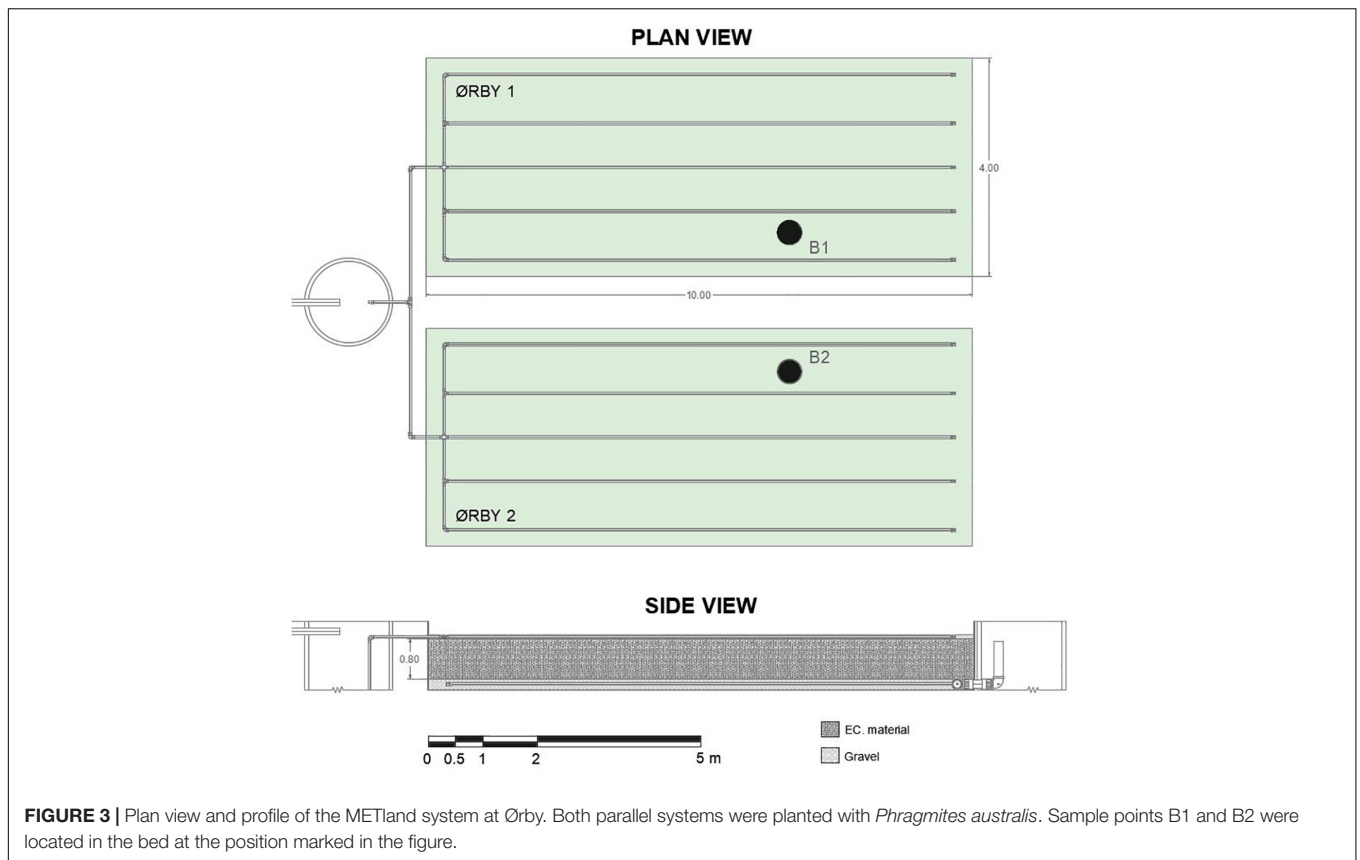 PLAN VIEW
ØRBY 1
4.00
B1
10.00
B2
ØRBY 2
SIDE VIEW
0.80
EC. material
Gravel
0 0.5 1 2 5 m
FIGURE 3 | Plan view and profile of the METland system at Ørby. Both parallel systems were planted with Phragmites australis. Sample points B1 and B2 were
located in the bed at the position marked in the figure.